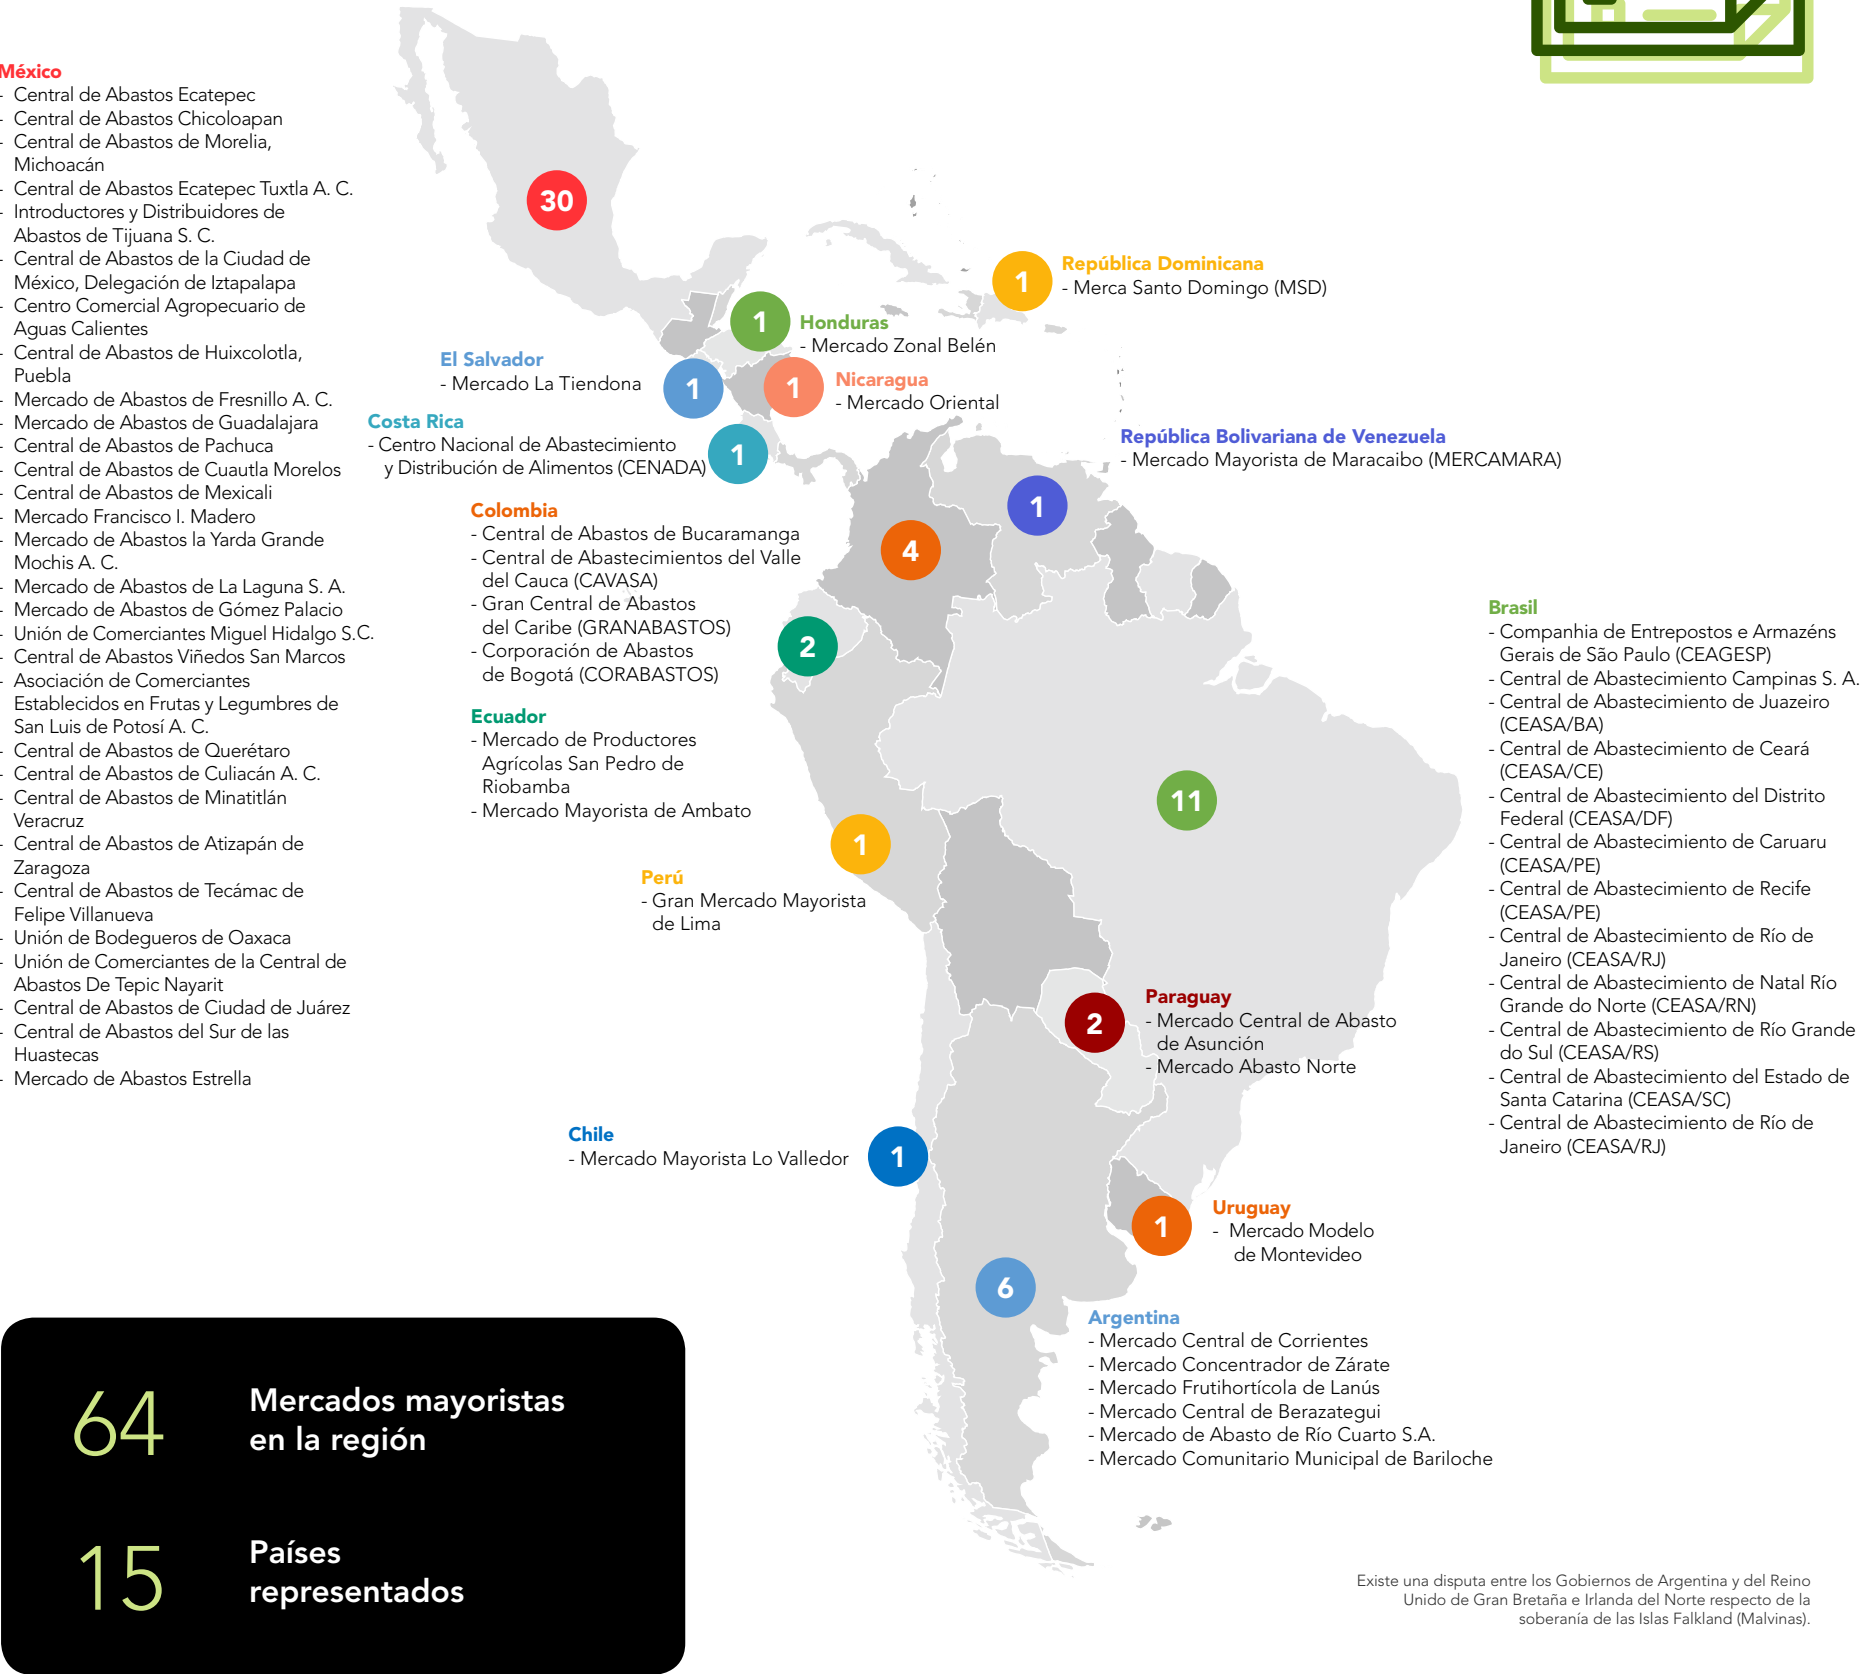 México
- Central de Abastos Ecatepec
- Central de Abastos Chicoloapan
- Central de Abastos de Morelia,
Michoacán
- Central de Abastos Ecatepec Tuxtla A. C.
- Introductores y Distribuidores de
Abastos de Tijuana S. C.
- Central de Abastos de la Ciudad de
México, Delegación de Iztapalapa
- Centro Comercial Agropecuario de
Aguas Calientes
- Central de Abastos de Huixcolotla,
Puebla
- Mercado de Abastos de Fresnillo A. C.
- Mercado de Abastos de Guadalajara
- Central de Abastos de Pachuca
- Central de Abastos de Cuautla Morelos
- Central de Abastos de Mexicali
- Mercado Francisco I. Madero
- Mercado de Abastos la Yarda Grande
Mochis A. C.
- Mercado de Abastos de La Laguna S. A.
- Mercado de Abastos de Gómez Palacio
- Unión de Comerciantes Miguel Hidalgo S.C.
- Central de Abastos Viñedos San Marcos
- Asociación de Comerciantes
Establecidos en Frutas y Legumbres de
San Luis de Potosí A. C.
- Central de Abastos de Querétaro
- Central de Abastos de Culiacán A. C.
- Central de Abastos de Minatitlán
Veracruz
- Central de Abastos de Atizapán de
Zaragoza
- Central de Abastos de Tecámac de
Felipe Villanueva
- Unión de Bodegueros de Oaxaca
- Unión de Comerciantes de la Central de
Abastos De Tepic Nayarit
- Central de Abastos de Ciudad de Juárez
- Central de Abastos del Sur de las
Huastecas
- Mercado de Abastos Estrella
30
1
República Dominicana
- Merca Santo Domingo (MSD)
1
Honduras
- Mercado Zonal Belén
El Salvador
- Mercado La Tiendona
1
1
Nicaragua
- Mercado Oriental
Costa Rica
- Centro Nacional de Abastecimiento
y Distribución de Alimentos (CENADA)
1
República Bolivariana de Venezuela
- Mercado Mayorista de Maracaibo (MERCAMARA)
1
Colombia
- Central de Abastos de Bucaramanga
- Central de Abastecimientos del Valle
del Cauca (CAVASA)
- Gran Central de Abastos
del Caribe (GRANABASTOS)
- Corporación de Abastos
de Bogotá (CORABASTOS)
4
2
Ecuador
- Mercado de Productores
Agrícolas San Pedro de
Riobamba
- Mercado Mayorista de Ambato
1
Perú
- Gran Mercado Mayorista
de Lima
11
Brasil
- Companhia de Entrepostos e Armazéns
Gerais de São Paulo (CEAGESP)
- Central de Abastecimiento Campinas S. A.
- Central de Abastecimiento de Juazeiro
(CEASA/BA)
- Central de Abastecimiento de Ceará
(CEASA/CE)
- Central de Abastecimiento del Distrito
Federal (CEASA/DF)
- Central de Abastecimiento de Caruaru
(CEASA/PE)
- Central de Abastecimiento de Recife
(CEASA/PE)
- Central de Abastecimiento de Río de
Janeiro (CEASA/RJ)
- Central de Abastecimiento de Natal Río
Grande do Norte (CEASA/RN)
- Central de Abastecimiento de Río Grande
do Sul (CEASA/RS)
- Central de Abastecimiento del Estado de
Santa Catarina (CEASA/SC)
- Central de Abastecimiento de Río de
Janeiro (CEASA/RJ)
2
Paraguay
- Mercado Central de Abasto
de Asunción
- Mercado Abasto Norte
Chile
- Mercado Mayorista Lo Valledor
1
1
Uruguay
- Mercado Modelo
de Montevideo
6
Argentina
- Mercado Central de Corrientes
- Mercado Concentrador de Zárate
- Mercado Frutihortícola de Lanús
- Mercado Central de Berazategui
- Mercado de Abasto de Río Cuarto S.A.
- Mercado Comunitario Municipal de Bariloche
64
Mercados mayoristas
en la región
15
Países
representados
Existe una disputa entre los Gobiernos de Argentina y del Reino
Unido de Gran Bretaña e Irlanda del Norte respecto de la
soberanía de las Islas Falkland (Malvinas).